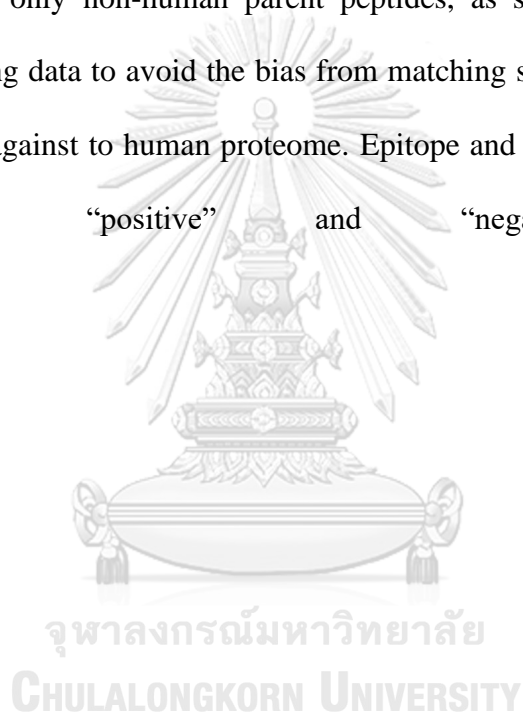 only non-human parent peptides, as s
ng data to avoid the bias from matching s
against to human proteome. Epitope and
“positive” and “nega
จุฬาลงกรณ์มหาวิทยาลัย
CHULALONGKORN UNIVERSITY